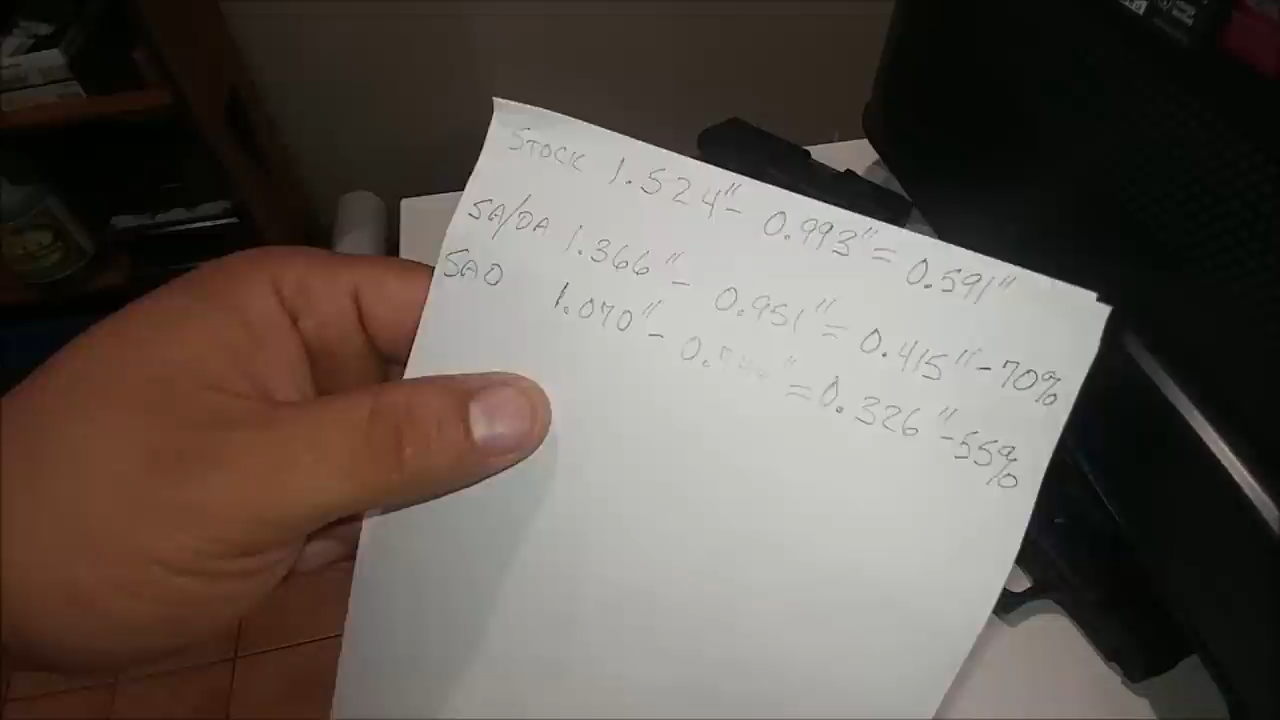 STOCK 1.524" - 0.993" = 0.591"
SA/DA 1.366" - 0.951" = 0.415" - 70%
SAO 1.070" - = 0.326" - 55%